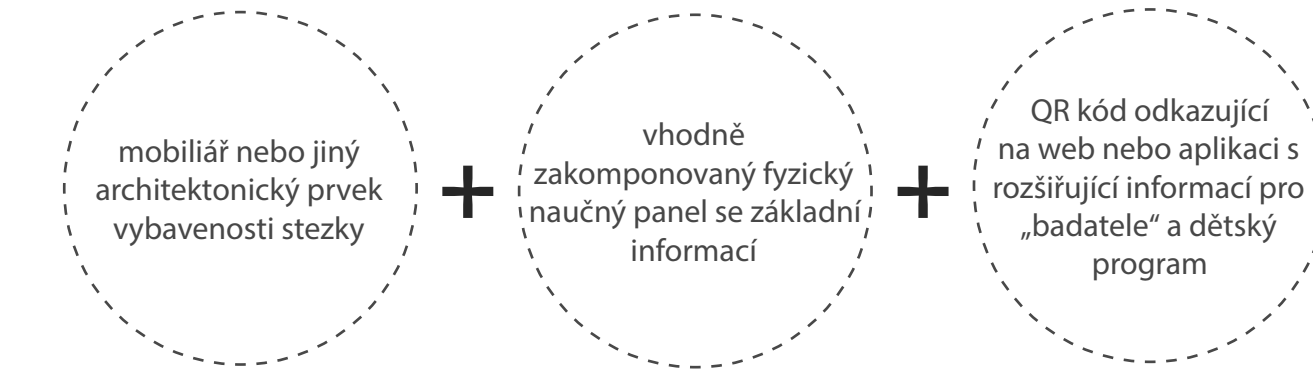 mobiliář nebo jiný
architektonický prvek
vybavenosti stezky
+
vhodně
zakomponovaný fyzický
naučný panel se základní
informací
+
QR kód odkazující
na web nebo aplikaci s
rozšiřující informací pro
„badatele“ a dětský
program